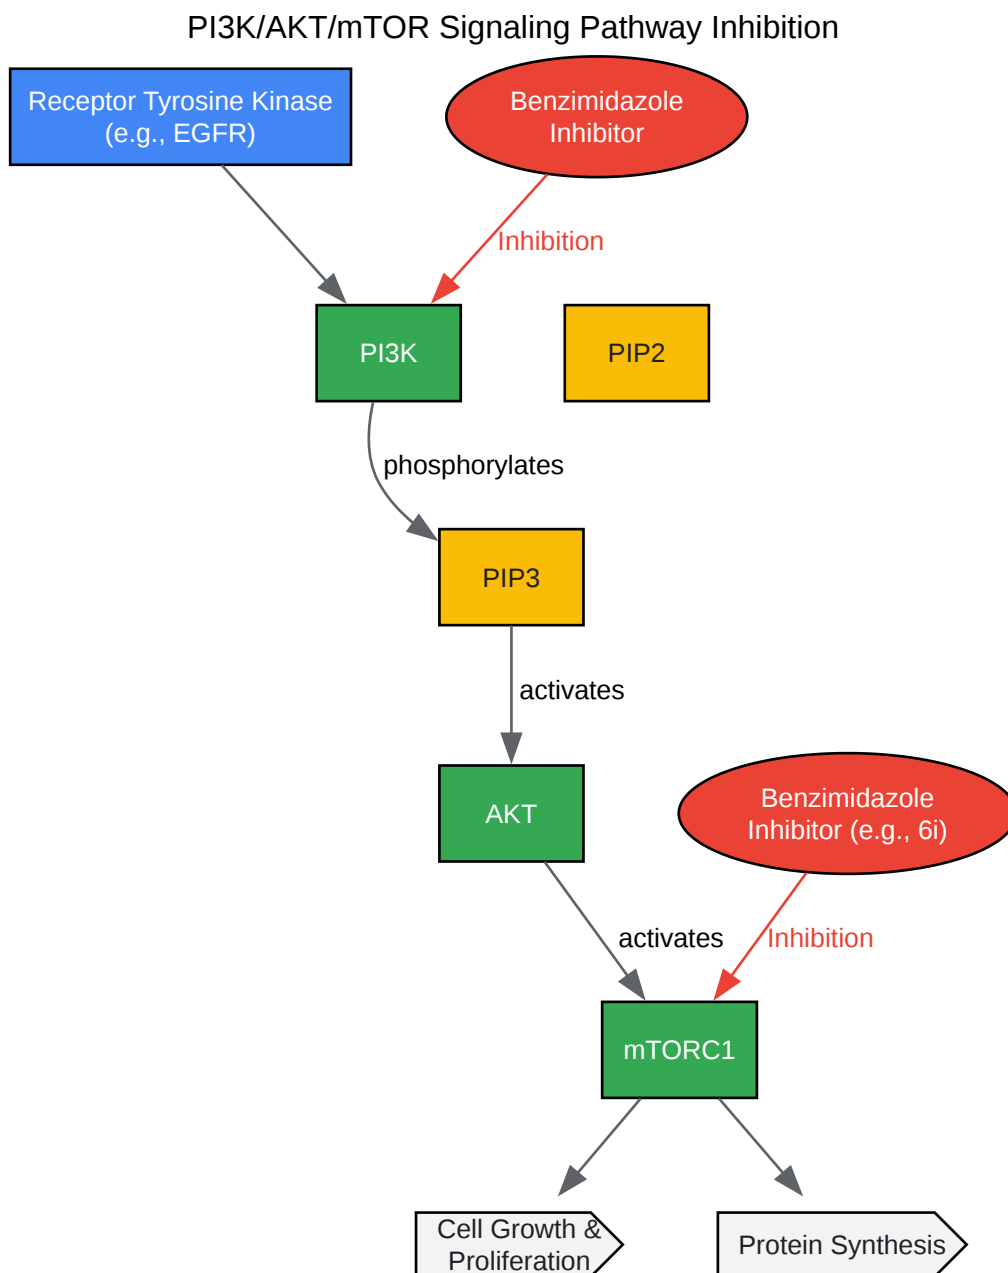 PI3K/AKT/mTOR Signaling Pathway Inhibition
Receptor Tyrosine Kinase
(e.g., EGFR)
Benzimidazole
Inhibitor
Inhibition
PI3K
PIP2
phosphorylates
PIP3
activates
AKT
Benzimidazole
Inhibitor (e.g., 6i)
activates
Inhibition
mTORC1
Cell Growth &
Proliferation
Protein Synthesis